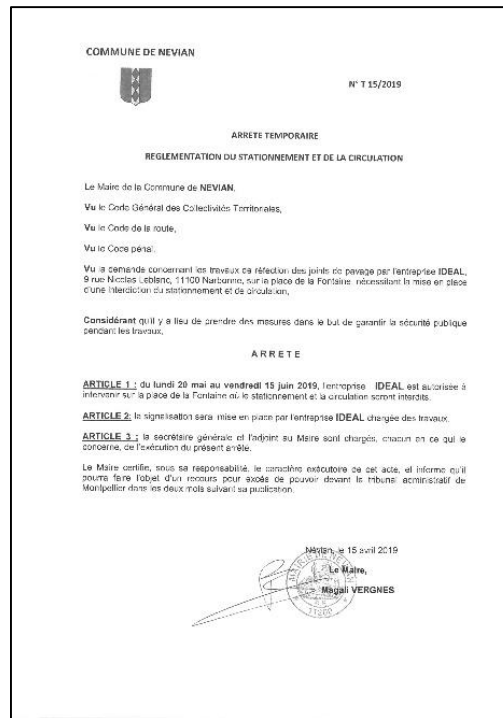 COMMUNE DE NEVIAN
N° T 15/2019
ARRETE TEMPORAIRE
REGLEMENTATION DU STATIONNEMENT ET DE LA CIRCULATION
Le Maire de la Commune de NEVIAN,
Vu le Code Général des Collectivités Territoriales,
Vu le Code de la route,
Vu le Code pénal,
Vu la demande concernant les travaux de réfection des joints de pavage par l'entreprise IDEAL,
9 rue Nicolas Leblanc, 11100 Narbonne, sur la place de la Fontaine nécessitant la mise en place
d'une interdiction du stationnement et de circulation,
Considérant qu'il y a lieu de prendre des mesures dans le but de garantir la sécurité publique
pendant les travaux,
ARRETE
ARTICLE 1 : du lundi 20 mai au vendredi 15 juin 2019, l'entreprise IDEAL est autorisée à
intervenir sur la place de la Fontaine où le stationnement et la circulation seront interdits.
ARTICLE 2: la signalisation sera mise en place par l'entreprise IDEAL chargée des travaux.
ARTICLE 3 : la secrétaire générale et l'adjoint au Maire sont chargés, chacun en ce qui le
concerne, de l'exécution du présent arrêté.
Le Maire certifie, sous sa responsabilité, le caractère exécutoire de cet acte, et informe qu'il
pourra faire l'objet d'un recours pour excès de pouvoir devant le tribunal administratif de
Montpellier dans les deux mois suivant sa publication.
Névian, le 15 avril 2019
Le Maire,
Magali VERGNES
MAIRIE DE NEVIAN